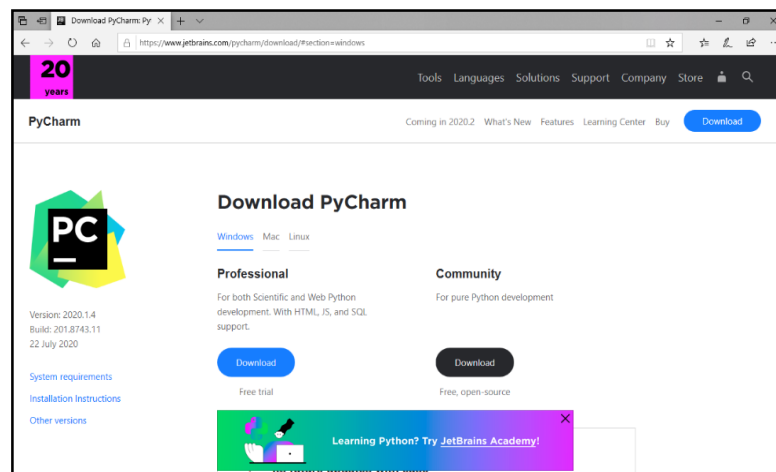 Download PyCharm: Py
https://www.jetbrains.com/pycharm/download/#section=windows
20
years
Tools Languages Solutions Support Company Store
PyCharm
Coming in 2020.2 What's New Features Learning Center Buy Download
PC
Version: 2020.1.4
Build: 201.8743.11
22 July 2020
System requirements
Installation Instructions
Other versions
Download PyCharm
Windows Mac Linux
Professional
For both Scientific and Web Python
development. With HTML, JS, and SQL
support.
Download
Free trial
Community
For pure Python development
Download
Free, open-source
Learning Python? Try JetBrains Academy!